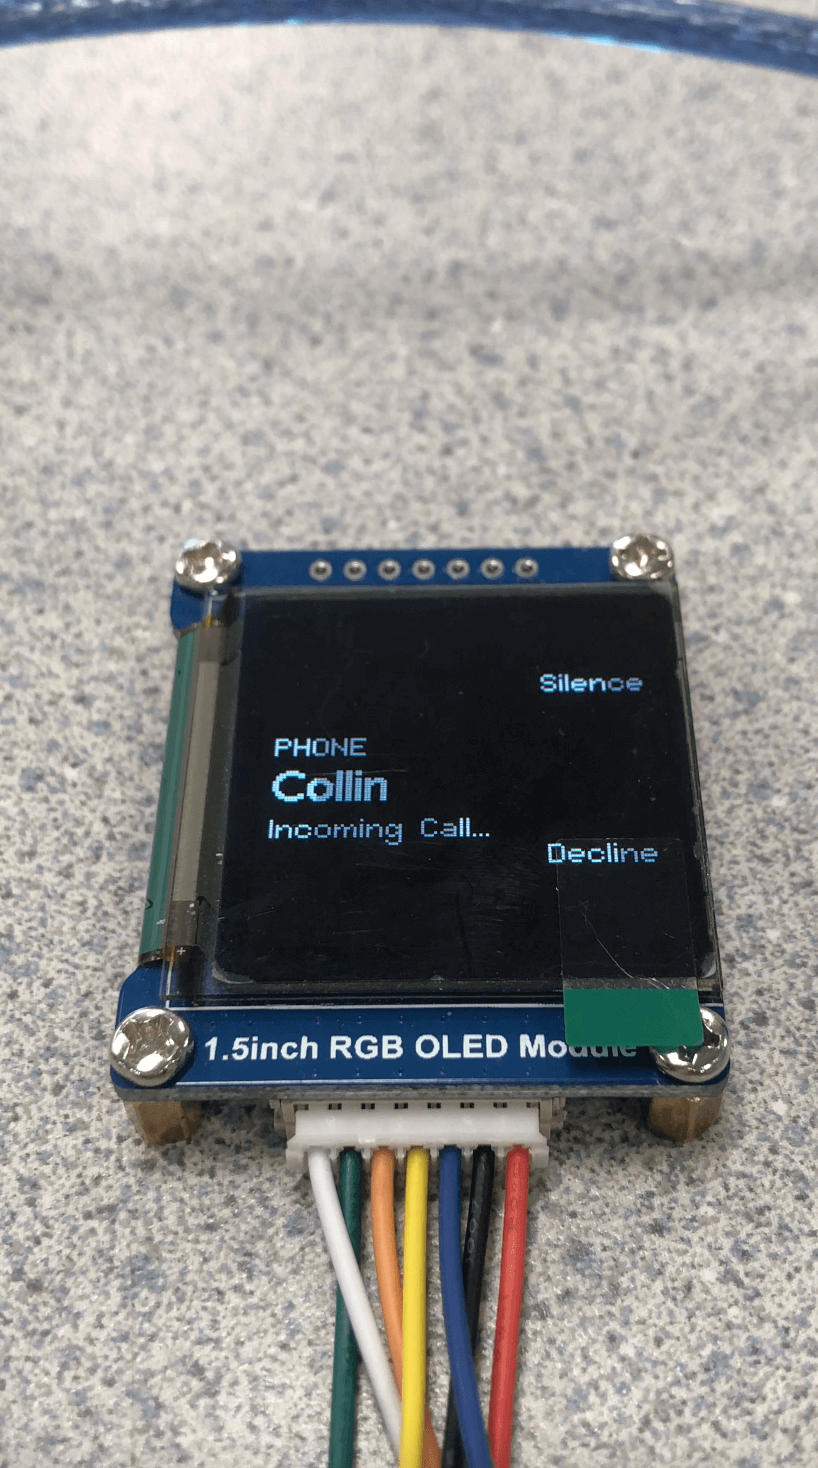 Silence
PHONE
Collin
Incoming Call...
Decline
1.5inch RGB OLED Module